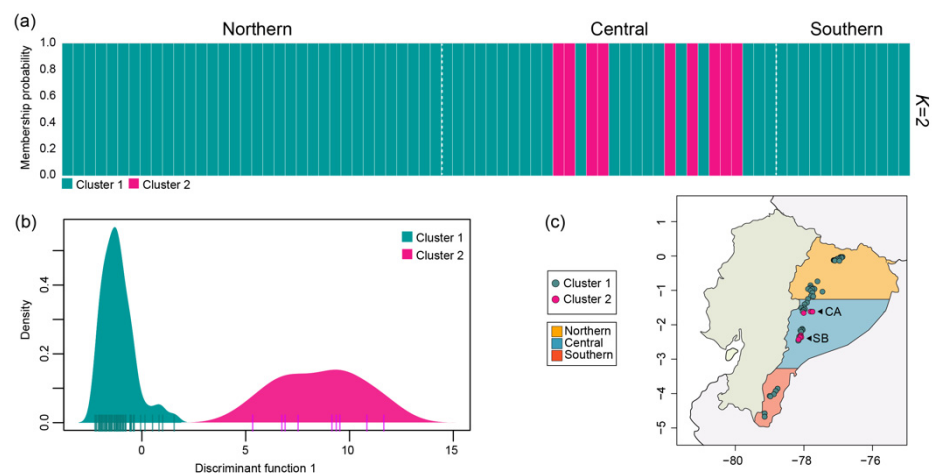 (a)
Northern Central Southern
Membership probability
1.0
0.8
0.6
0.4
0.2
0.0
K=2
Cluster 1 Cluster 2
(b)
Cluster 1
Cluster 2
Density
0.4
0.2
0.0
0 5 10 15
Discriminant function 1
(c)
Cluster 1
Cluster 2
Northern
Central
Southern
1
0
−1
−2
−3
−4
−5
CA
SB
−80 −78 −76